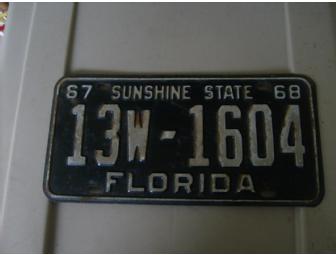 67 SUNSHINE STATE 68
13W-1604
FLORIDA